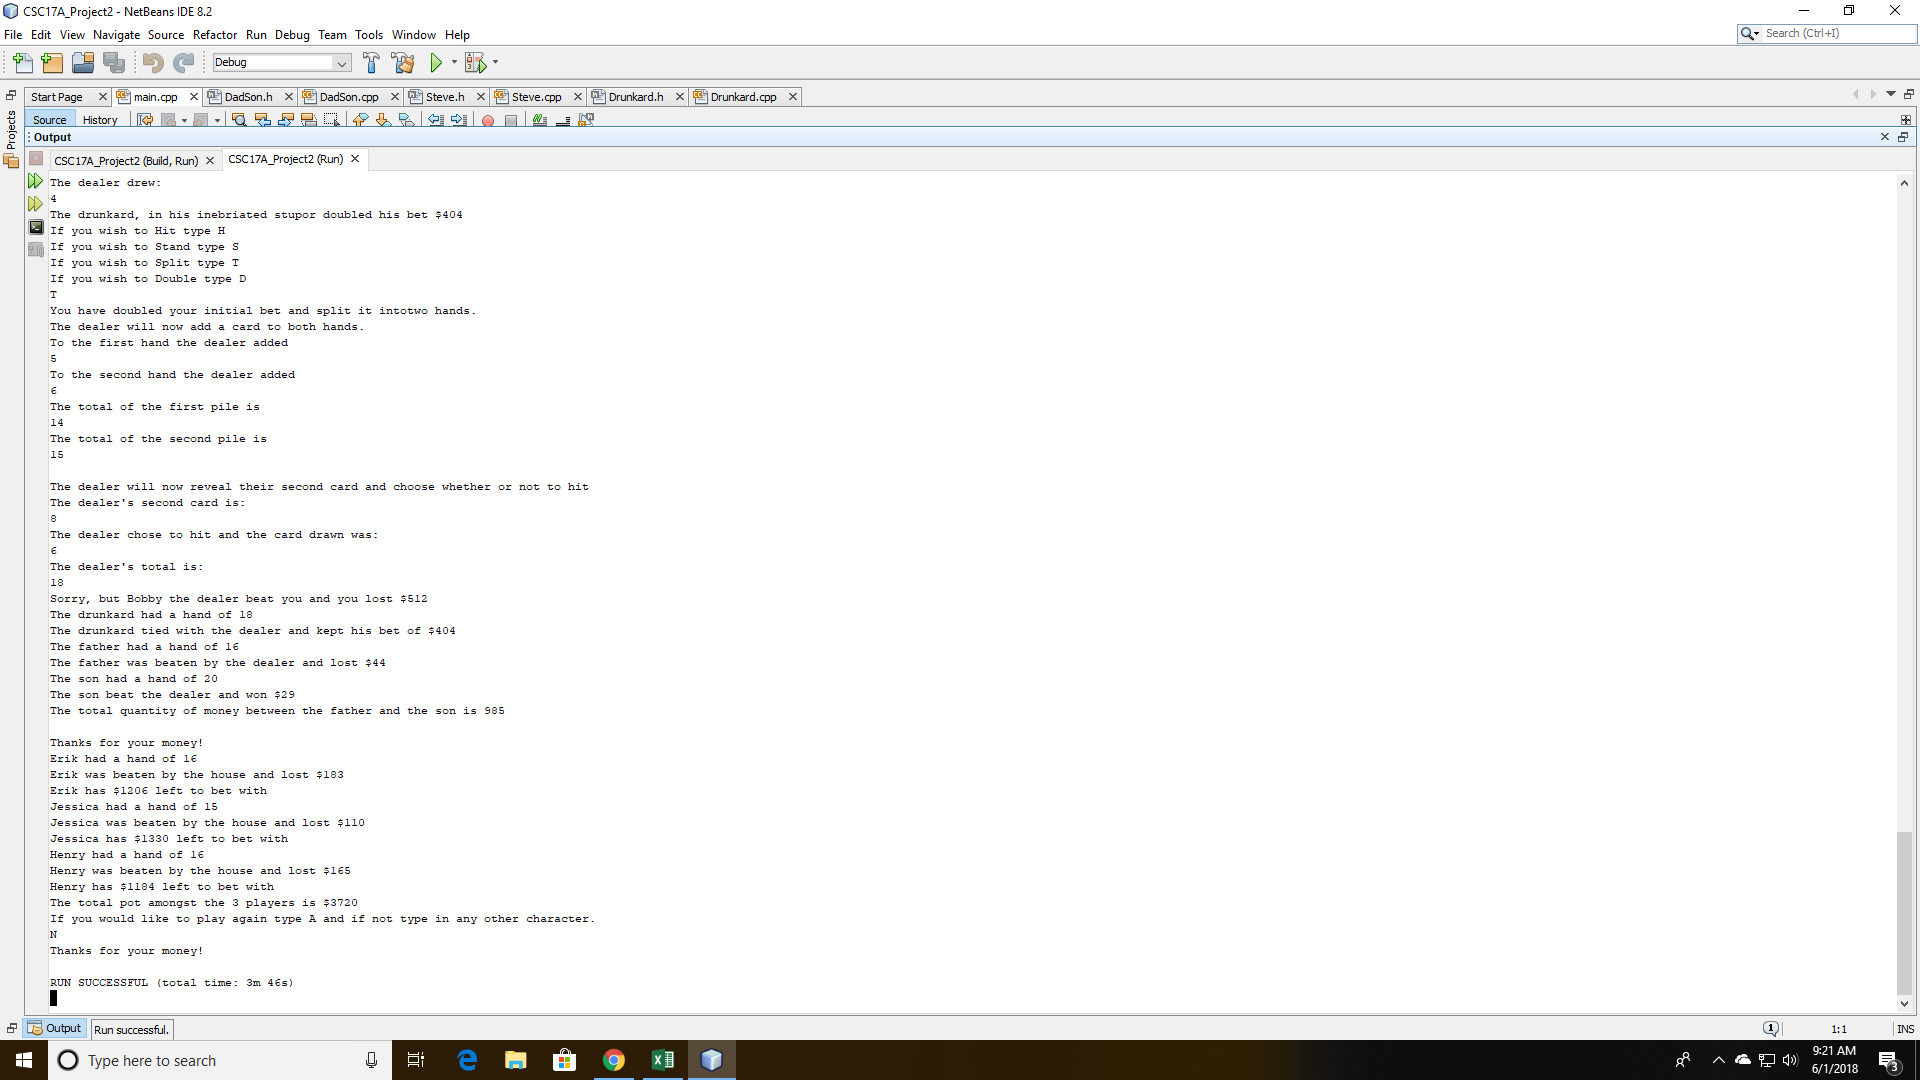 CSC17A_Project2 - NetBeans IDE 8.2
File Edit View Navigate Source Refactor Run Debug Team Tools Window Help
Search (Ctrl+I)
Debug
Start Page main.cpp DadSon.h DadSon.cpp Steve.h Steve.cpp Drunkard.h Drunkard.cpp
Projects
Source History
Output
CSC17A_Project2 (Build, Run) CSC17A_Project2 (Run)
The dealer drew:
4
The drunkard, in his inebriated stupor doubled his bet $404
If you wish to Hit type H
If you wish to Stand type S
If you wish to Split type T
If you wish to Double type D
T
You have doubled your initial bet and split it intotwo hands.
The dealer will now add a card to both hands.
To the first hand the dealer added
5
To the second hand the dealer added
6
The total of the first pile is
14
The total of the second pile is
15
The dealer will now reveal their second card and choose whether or not to hit
The dealer's second card is:
8
The dealer chose to hit and the card drawn was:
6
The dealer's total is:
18
Sorry, but Bobby the dealer beat you and you lost $512
The drunkard had a hand of 18
The drunkard tied with the dealer and kept his bet of $404
The father had a hand of 16
The father was beaten by the dealer and lost $44
The son had a hand of 20
The son beat the dealer and won $29
The total quantity of money between the father and the son is 985
Thanks for your money!
Erik had a hand of 16
Erik was beaten by the house and lost $183
Erik has $1206 left to bet with
Jessica had a hand of 15
Jessica was beaten by the house and lost $110
Jessica has $1330 left to bet with
Henry had a hand of 16
Henry was beaten by the house and lost $165
Henry has $1184 left to bet with
The total pot amongst the 3 players is $3720
If you would like to play again type A and if not type in any other character.
N
Thanks for your money!
RUN SUCCESSFUL (total time: 3m 46s)
Output Run successful.
1 1:1 INS
Type here to search
9:21 AM
6/1/2018
3